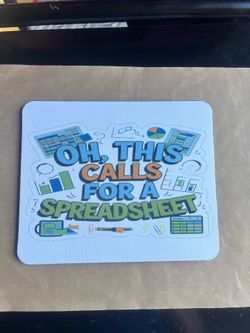 OH, THIS
CALLS
FOR A
SPREADSHEET